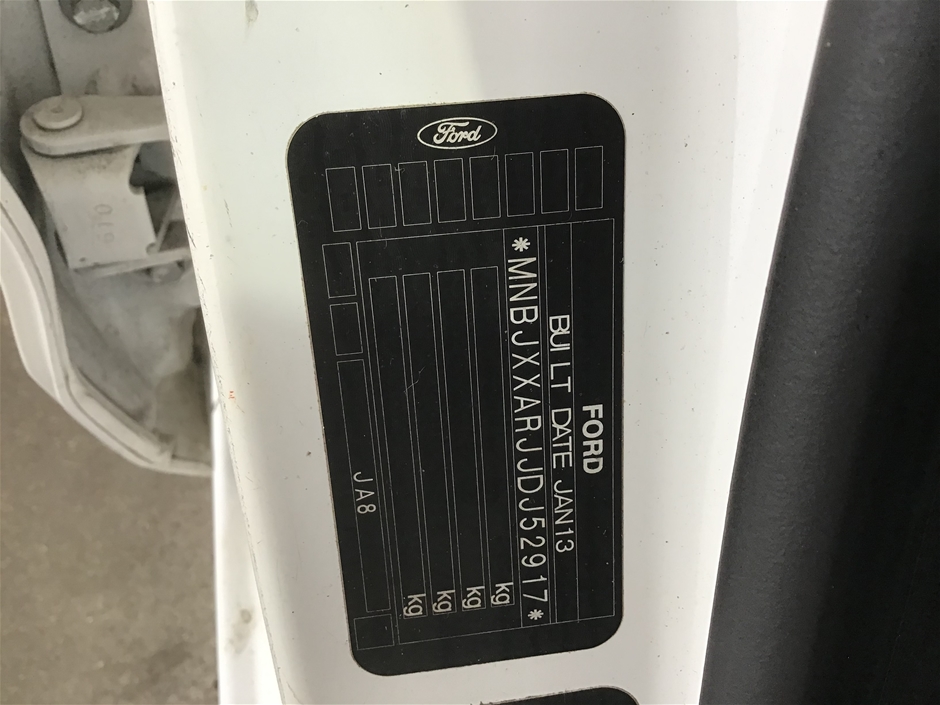 Ford
FORD
BUILT DATE JAN13
*MNBJXXARJJDJ52917*
kg
kg
kg
kg
JA8